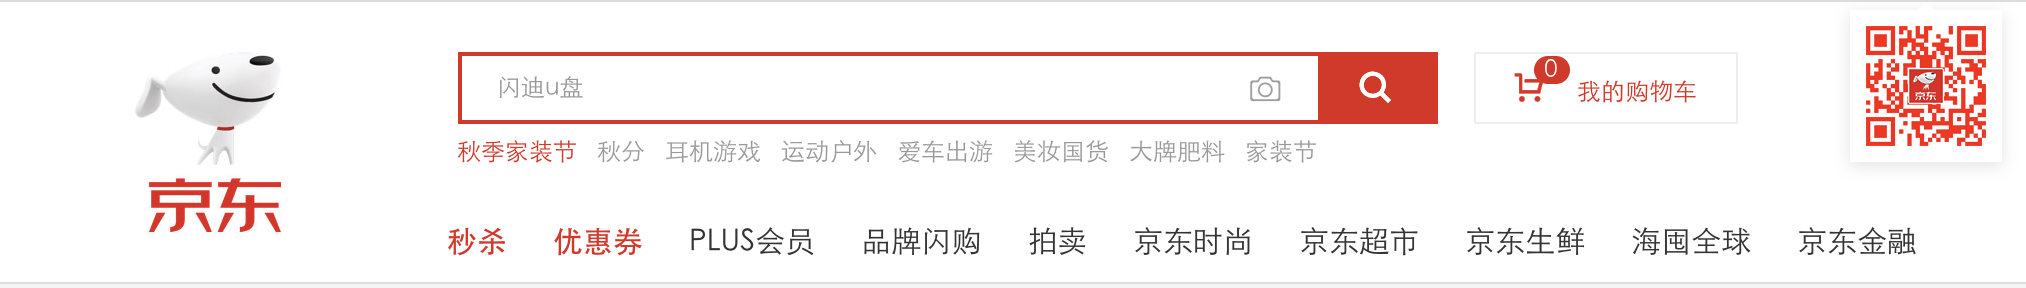 闪迪u盘
0
我的购物车
京东
秋季家装节 秋分 耳机游戏 运动户外 爱车出游 美妆国货 大牌肥料 家装节
京东
秒杀 优惠券 PLUS会员 品牌闪购 拍卖 京东时尚 京东超市 京东生鲜 海囤全球 京东金融